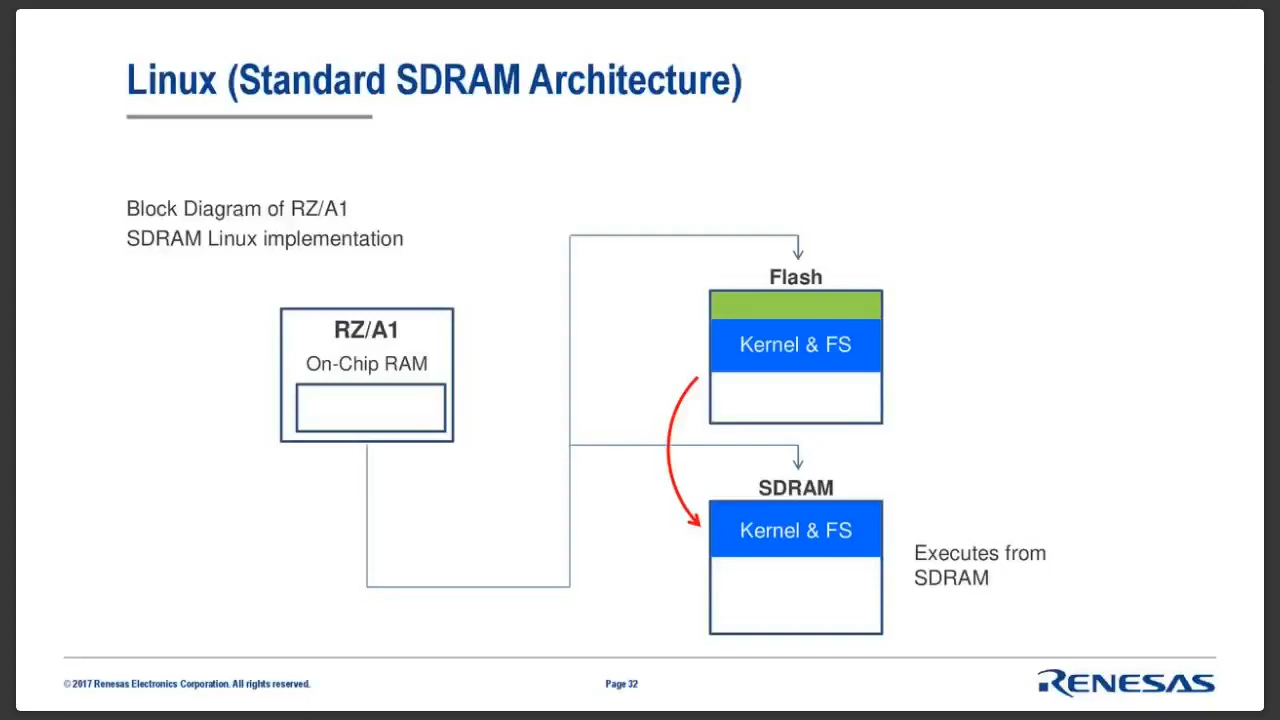 Linux (Standard SDRAM Architecture)
Block Diagram of RZ/A1
SDRAM Linux implementation
RZ/A1
On-Chip RAM
Flash
Kernel & FS
SDRAM
Kernel & FS
Executes from
SDRAM
© 2017 Renesas Electronics Corporation. All rights reserved.
Page 32
RENESAS